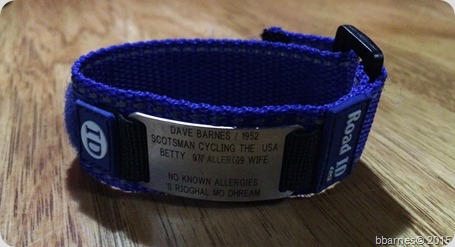 ID
DAVE BARNES / 1952
SCOTSMAN CYCLING THE USA
BETTY
WIFE
NO KNOWN ALLERGIES
'S RIOGHAL MO DHREAM
Road ID
bbarnes© 2015